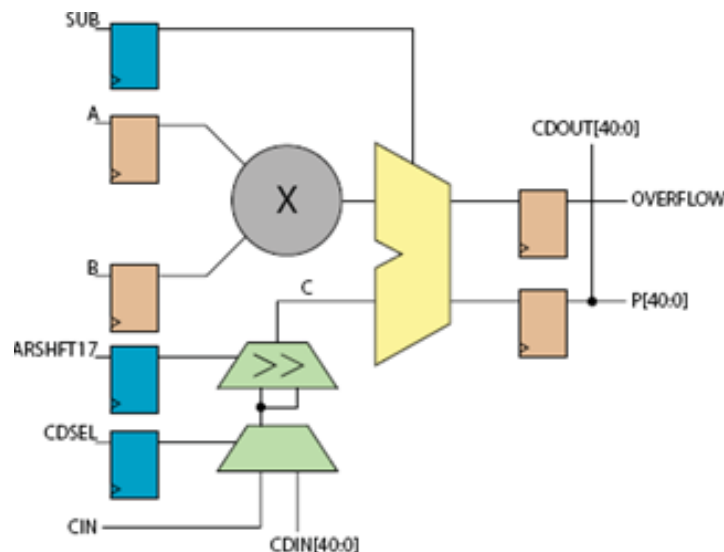 SUB
A
CDOUT[40:0]
OVERFLOW
X
B
C
P[40:0]
ARSHFT17
>>
CDSEL
CIN
CDIN[40:0]